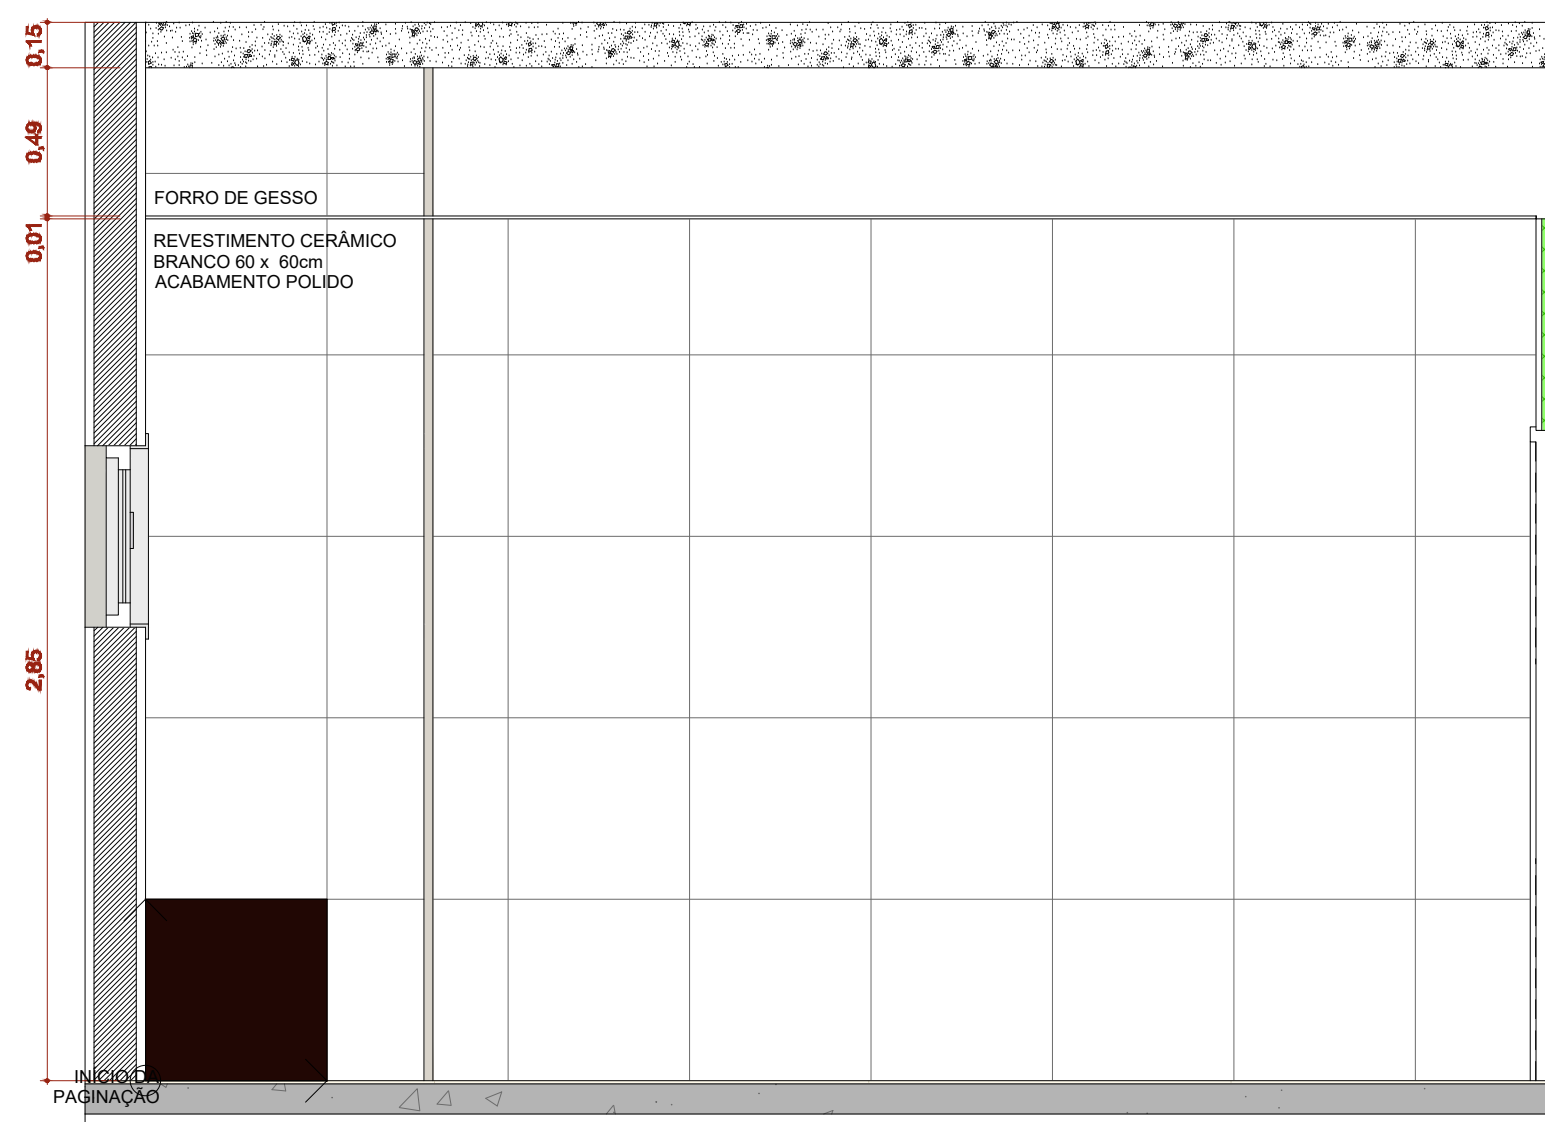 0,15
0,49
FORRO DE GESSO
0,01
REVESTIMENTO CERÂMICO
BRANCO 60 x 60cm
ACABAMENTO POLIDO
2,85
INÍCIO DA
PAGINAÇÃO